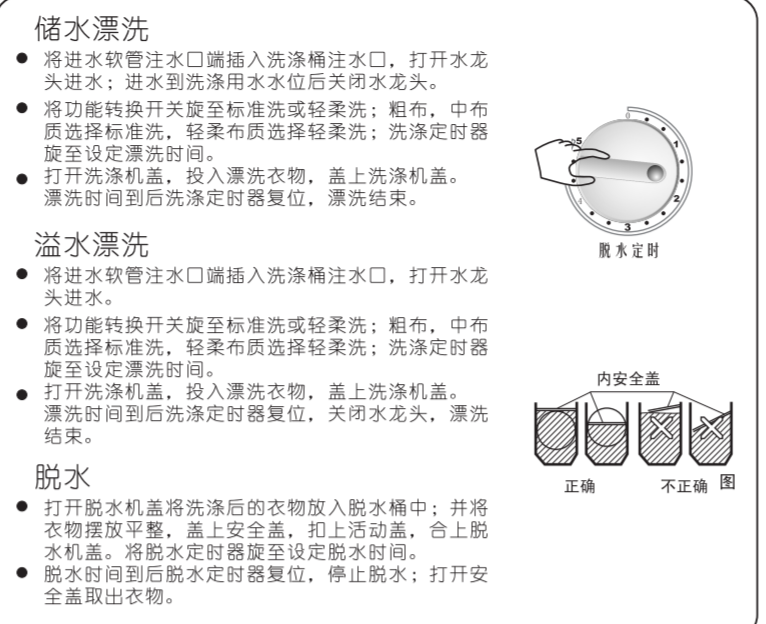 储水漂洗
● 将进水软管注水口端插入洗涤桶注水口，打开水龙
头进水；进水到洗涤用水水位后关闭水龙头。
● 将功能转换开关旋至标准洗或轻柔洗；粗布，中布
质选择标准洗，轻柔布质选择轻柔洗；洗涤定时器
旋至设定漂洗时间。
● 打开洗涤机盖，投入漂洗衣物，盖上洗涤机盖。
漂洗时间到后洗涤定时器复位，漂洗结束。
溢水漂洗
● 将进水软管注水口端插入洗涤桶注水口，打开水龙
头进水。
● 将功能转换开关旋至标准洗或轻柔洗；粗布，中布
质选择标准洗，轻柔布质选择轻柔洗；洗涤定时器
旋至设定漂洗时间。
● 打开洗涤机盖，投入漂洗衣物，盖上洗涤机盖。
漂洗时间到后洗涤定时器复位，关闭水龙头，漂洗
结束。
脱水
● 打开脱水机盖将洗涤后的衣物放入脱水桶中；并将
衣物摆放平整，盖上安全盖，扣上活动盖，合上脱
水机盖。将脱水定时器旋至设定脱水时间。
● 脱水时间到后脱水定时器复位，停止脱水；打开安
全盖取出衣物。
0
1
2
3
4
5
脱水定时
内安全盖
正确 不正确 图